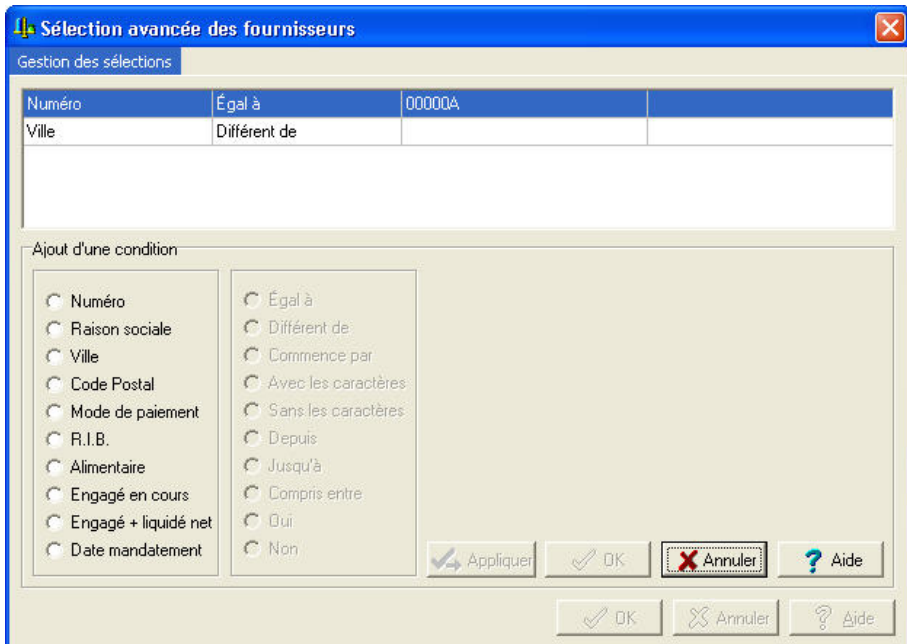 Sélection avancée des fournisseurs
Gestion des sélections
Numéro Égal à 00000A
Ville Différent de
Ajout d'une condition
Numéro
Raison sociale
Ville
Code Postal
Mode de paiement
R.I.B.
Alimentaire
Engagé en cours
Engagé + liquidé net
Date mandatement
Égal à
Différent de
Commence par
Avec les caractères
Sans les caractères
Depuis
Jusqu'à
Compris entre
Oui
Non
Appliquer OK Annuler Aide
OK Annuler Aide